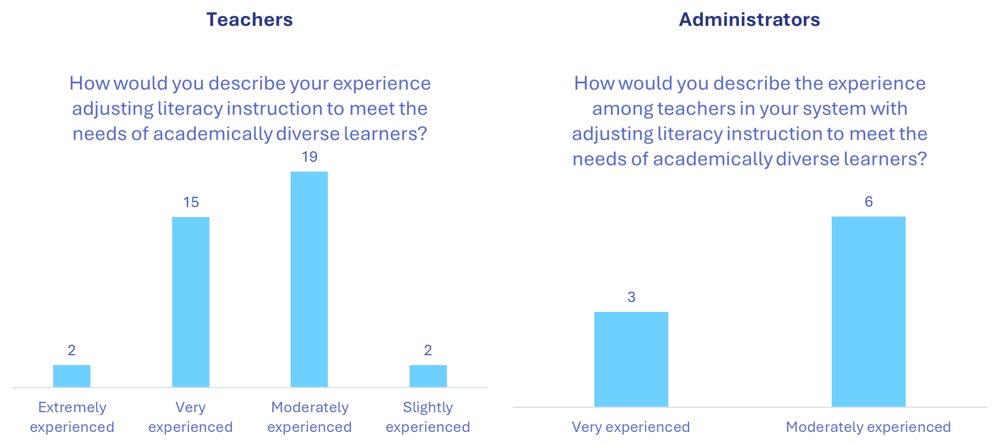 Teachers
How would you describe your experience
adjusting literacy instruction to meet the
needs of academically diverse learners?
19
15
2
2
Extremely
experienced
Very
experienced
Moderately
experienced
Slightly
experienced
Administrators
How would you describe the experience
among teachers in your system with
adjusting literacy instruction to meet the
needs of academically diverse learners?
6
3
Very experienced
Moderately experienced